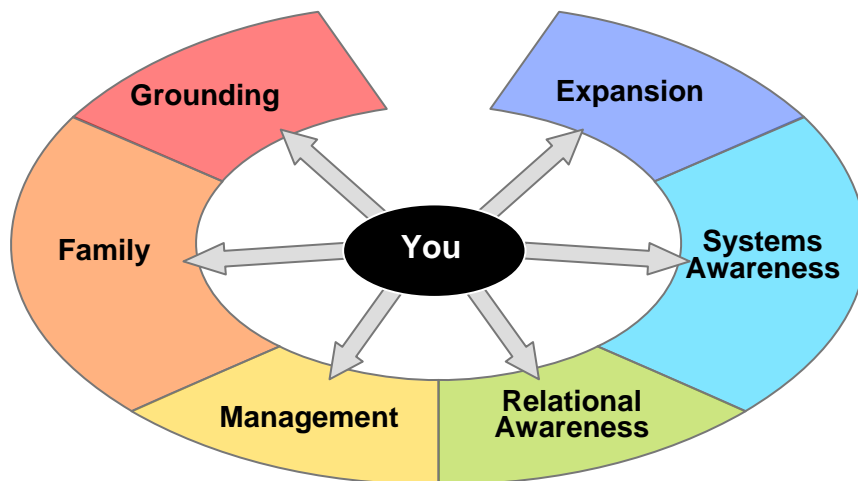 Grounding
Expansion
Family
You
Systems
Awareness
Management
Relational
Awareness